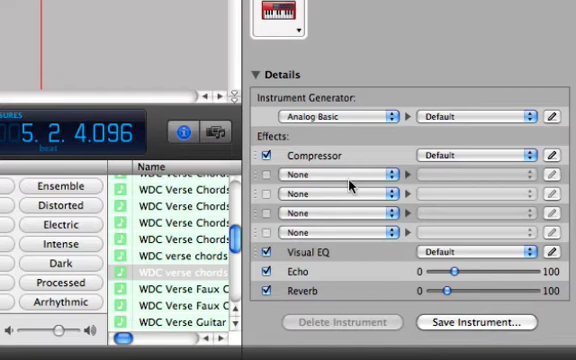 Details
Instrument Generator:
Analog Basic
Default
Effects:
Compressor
Default
None
None
None
None
Visual EQ
Default
Echo
0
100
Reverb
0
100
Delete Instrument
Save Instrument...
SURES
5. 2. 4.096
beat
Name
Ensemble
Distorted
Electric
Intense
Dark
Processed
Arrhythmic
WDC Verse Chords
WDC Verse Chords
WDC Verse Chords
WDC Verse Chords
WDC verse chords
WDC verse chords
WDC Verse Faux C
WDC Verse Faux C
WDC Verse Guitar